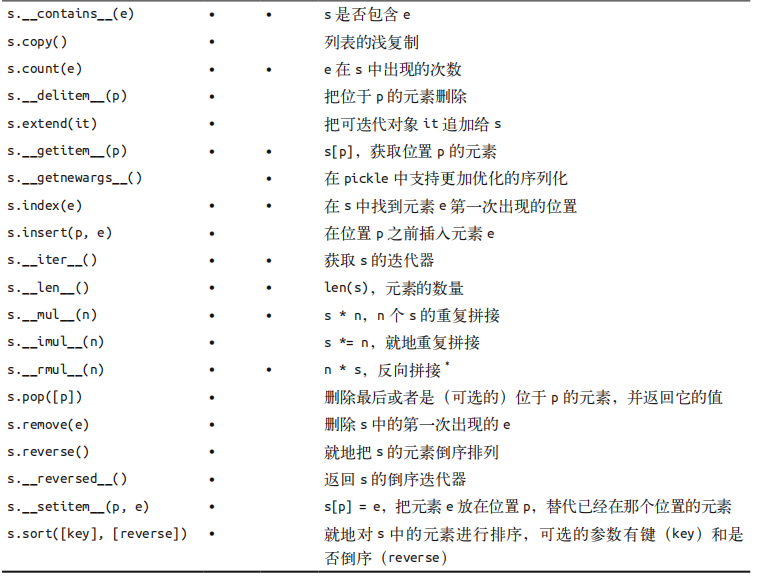 s.__contains__(e) • • s 是否包含 e
s.copy() • 列表的浅复制
s.count(e) • • e 在 s 中出现的次数
s.__delitem__(p) • 把位于 p 的元素删除
s.extend(it) • 把可迭代对象 it 追加给 s
s.__getitem__(p) • • s[p]，获取位置 p 的元素
s.__getnewargs__() • 在 pickle 中支持更加优化的序列化
s.index(e) • • 在 s 中找到元素 e 第一次出现的位置
s.insert(p, e) • 在位置 p 之前插入元素 e
s.__iter__() • • 获取 s 的迭代器
s.__len__() • • len(s)，元素的数量
s.__mul__(n) • • s * n，n 个 s 的重复拼接
s.__imul__(n) • s *= n，就地重复拼接
s.__rmul__(n) • • n * s，反向拼接*
s.pop([p]) • 删除最后或者是（可选的）位于 p 的元素，并返回它的值
s.remove(e) • 删除 s 中的第一次出现的 e
s.reverse() • 就地把 s 的元素倒序排列
s.__reversed__() • 返回 s 的倒序迭代器
s.__setitem__(p, e) • s[p] = e，把元素 e 放在位置 p，替代已经在那个位置的元素
s.sort([key], [reverse]) • 就地对 s 中的元素进行排序，可选的参数有键（key）和是
否倒序（reverse）